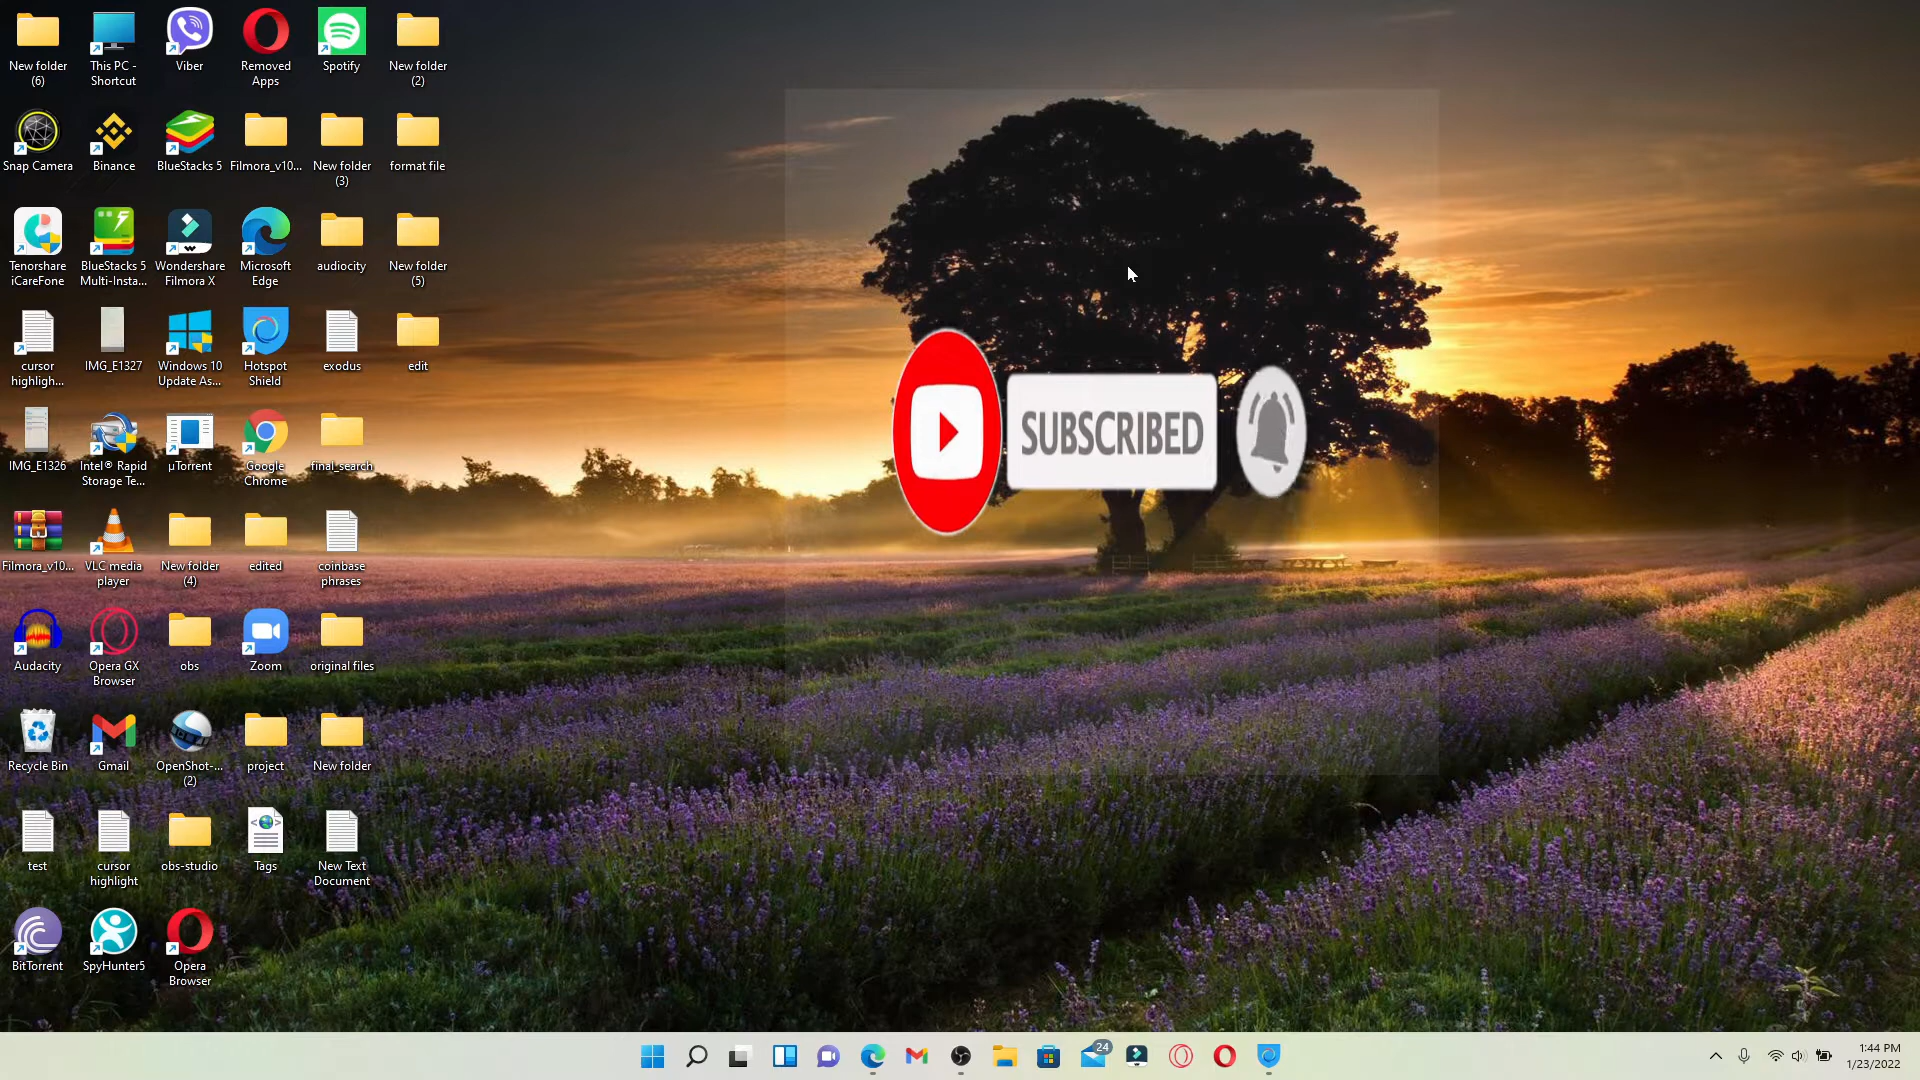 New folder
(6)
This PC -
Shortcut
Viber
Removed
Apps
Spotify
New folder
(2)
Snap Camera
Binance
BlueStacks 5
Filmora_v10...
New folder
(3)
format file
Tenorshare
iCareFone
BlueStacks 5
Multi-Insta...
Wondershare
Filmora X
Microsoft
Edge
audiocity
New folder
(5)
cursor
highligh...
IMG_E1327
Windows 10
Update As...
Hotspot
Shield
exodus
edit
SUBSCRIBED
IMG_E1326
Intel® Rapid
Storage Te...
µTorrent
Google
Chrome
final_search
Filmora_v10...
VLC media
player
New folder
(4)
edited
coinbase
phrases
Audacity
Opera GX
Browser
obs
Zoom
original files
Recycle Bin
Gmail
OpenShot-...
(2)
project
New folder
test
cursor
highlight
obs-studio
Tags
New Text
Document
BitTorrent
SpyHunter5
Opera
Browser
24
1:44 PM
1/23/2022